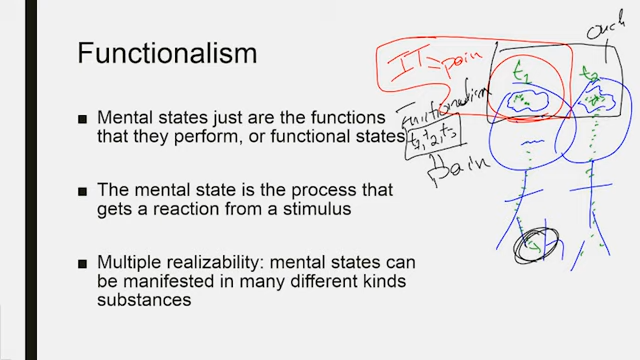 Functionalism
■ Mental states just are the functions
that they perform, or functional states
■ The mental state is the process that
gets a reaction from a stimulus
■ Multiple realizability: mental states can
be manifested in many different kinds
substances
ouch
IT = pain
t1
t2
Functionalism
t1, t2, t3
pain